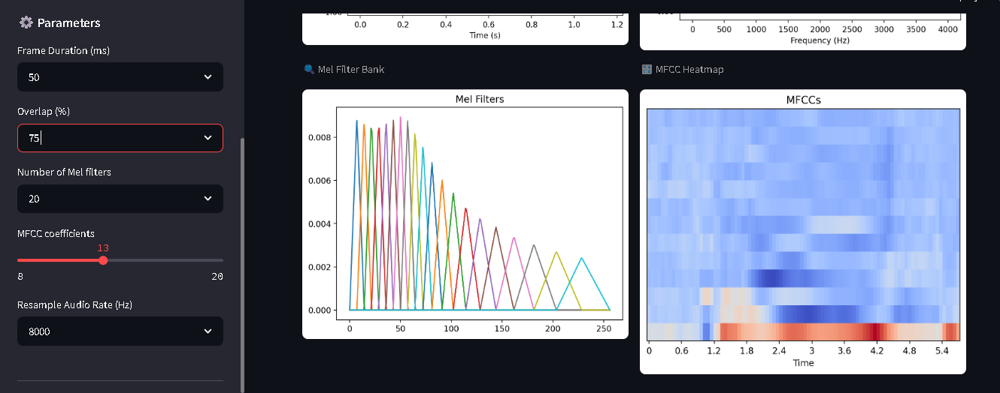 Parameters
Frame Duration (ms)
50
Overlap (%)
75
Number of Mel filters
20
MFCC coefficients
13
8 20
Resample Audio Rate (Hz)
8000
0.0 0.2 0.4 0.6 0.8 1.0 1.2
Time (s)
0 500 1000 1500 2000 2500 3000 3500 4000
Frequency (Hz)
Mel Filter Bank
Mel Filters
0.008
0.006
0.004
0.002
0.000
0 50 100 150 200 250
MFCC Heatmap
MFCCs
0 0.6 1.2 1.8 2.4 3 3.6 4.2 4.8 5.4
Time